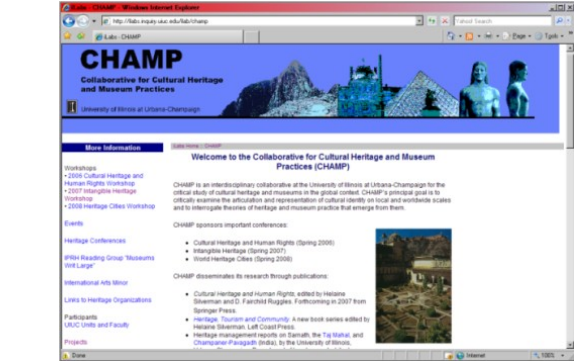 iLabs - CHAMP - Windows Internet Explorer
http://ilabs.inquiry.uiuc.edu/ilab/champ
Yahoo! Search
iLabs - CHAMP
Page
Tools
CHAMP
Collaborative for Cultural Heritage
and Museum Practices
University of Illinois at Urbana-Champaign
More Information
Workshops
• 2006 Cultural Heritage and
Human Rights Workshop
• 2007 Intangible Heritage
Workshop
• 2008 Heritage Cities Workshop
Events
Heritage Conferences
IPRH Reading Group "Museums
Writ Large"
International Arts Minor
Links to Heritage Organizations
Participants
UIUC Units and Faculty
Projects
iLabs Home > CHAMP
Welcome to the Collaborative for Cultural Heritage and Museum
Practices (CHAMP)
CHAMP is an interdisciplinary collaborative at the University of Illinois at Urbana-Champaign for the
critical study of cultural heritage and museums in the global context. CHAMP's principal goal is to
critically examine the articulation and representation of cultural identity on local and worldwide scales
and to interrogate theories of heritage and museum practice that emerge from them.
CHAMP sponsors important conferences:
• Cultural Heritage and Human Rights (Spring 2006)
• Intangible Heritage (Spring 2007)
• World Heritage Cities (Spring 2008)
CHAMP disseminates its research through publications:
• Cultural Heritage and Human Rights, edited by Helaine
Silverman and D. Fairchild Ruggles. Forthcoming in 2007 from
Springer Press.
• Heritage, Tourism and Community. A new book series edited by
Helaine Silverman. Left Coast Press.
• Heritage management reports on Sarnath, the Taj Mahal, and
Champaner-Pavagadh (India), by the University of Illinois,
Done
Internet
100%